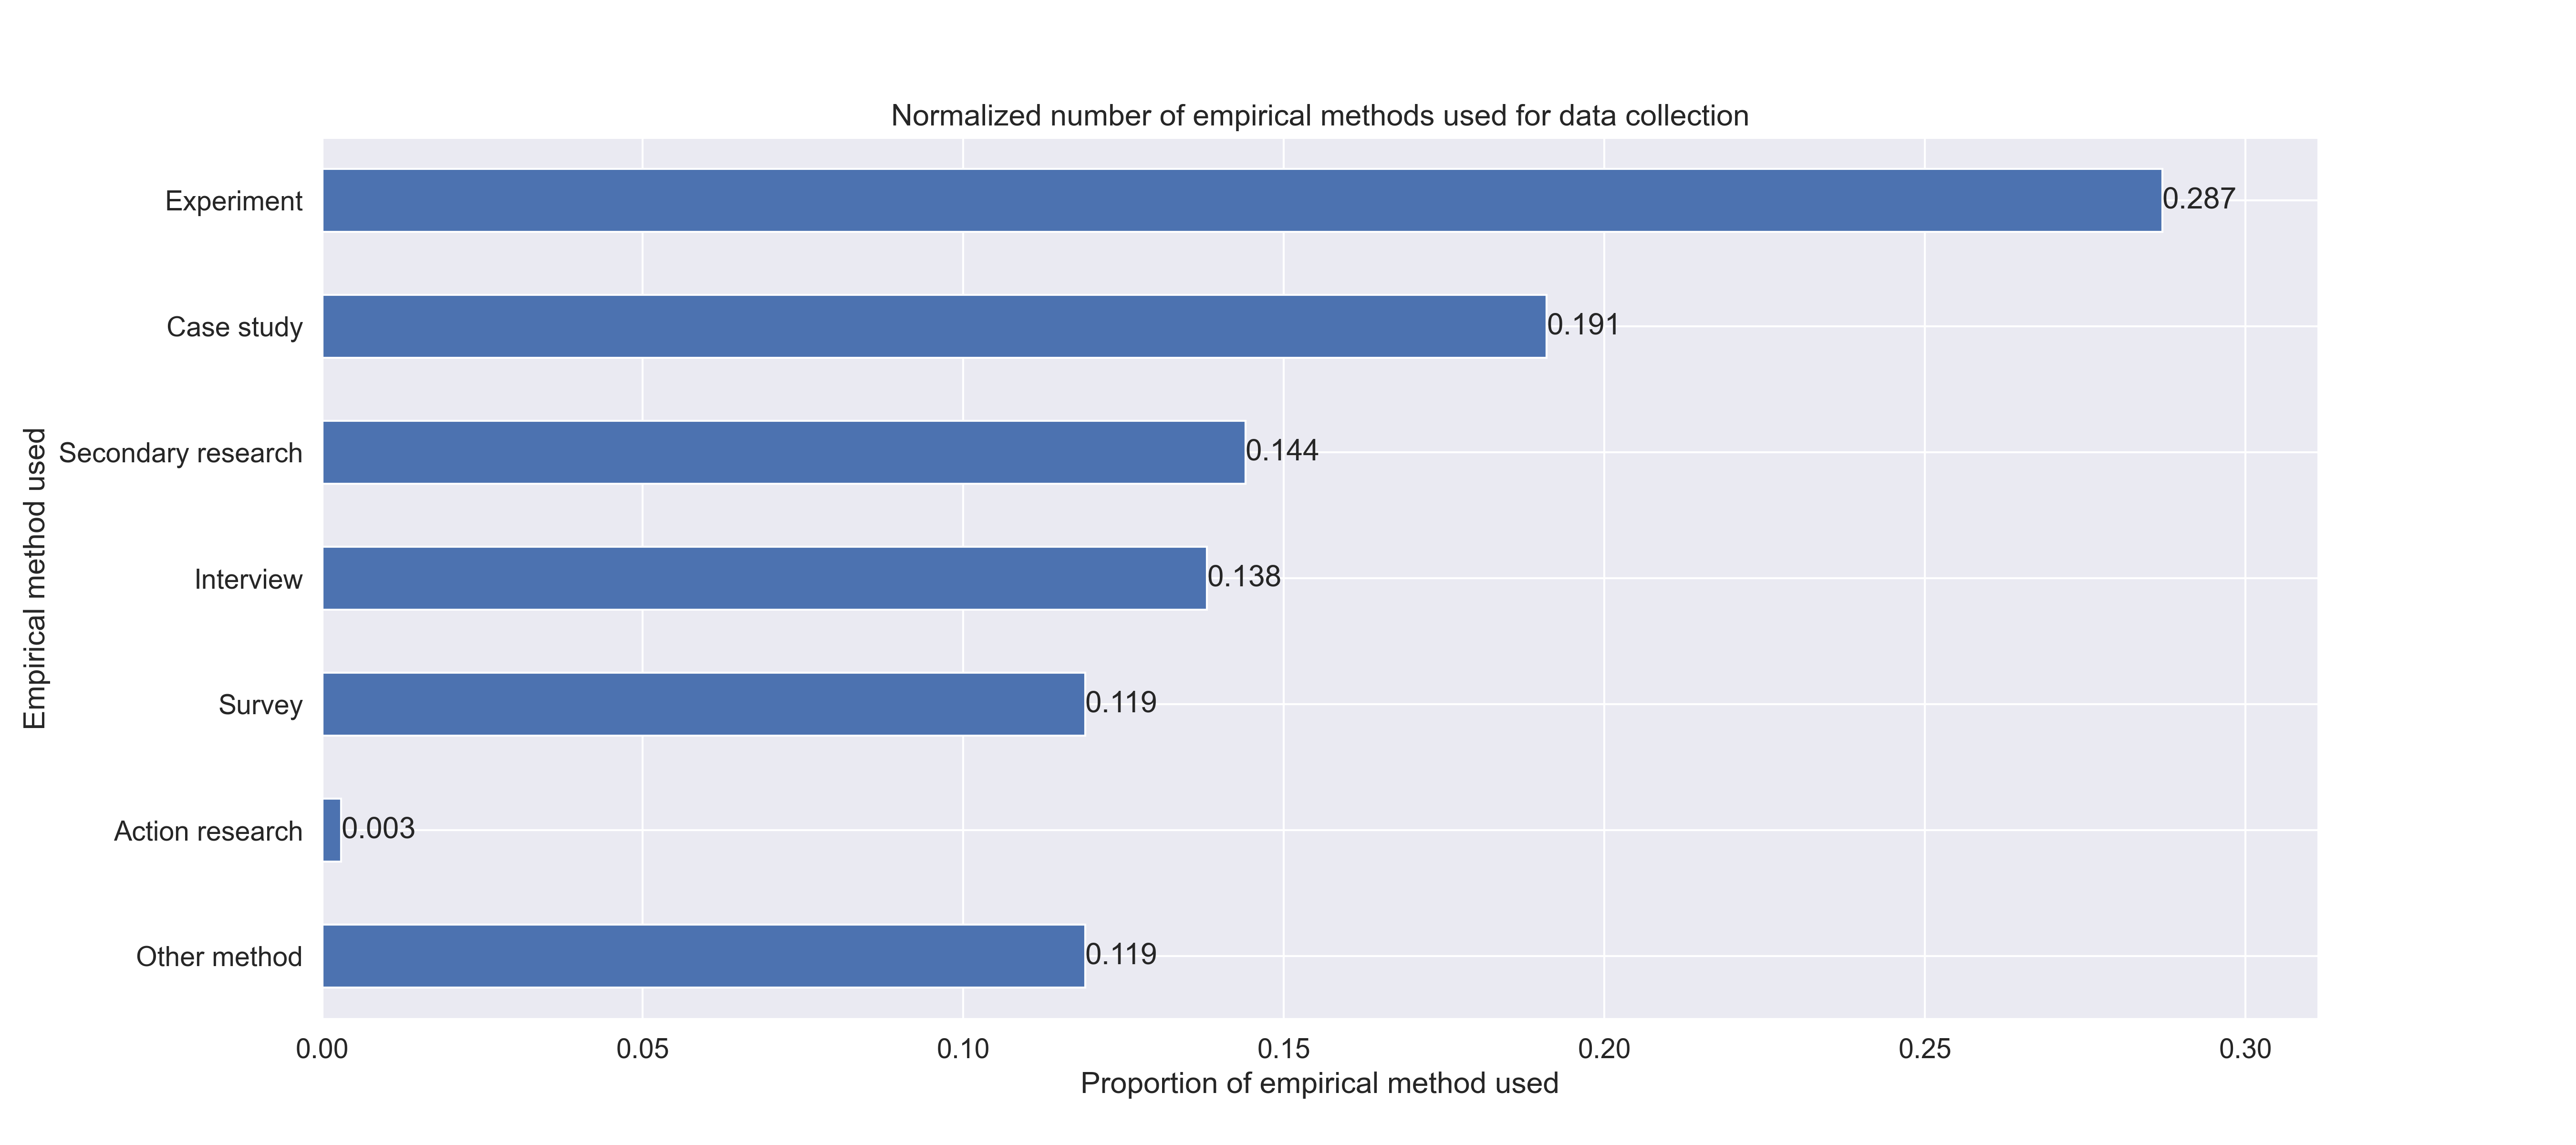 Normalized number of empirical methods used for data collection
Empirical method used
Experiment 0.287
Case study 0.191
Secondary research 0.144
Interview 0.138
Survey 0.119
Action research 0.003
Other method 0.119
0.00 0.05 0.10 0.15 0.20 0.25 0.30
Proportion of empirical method used